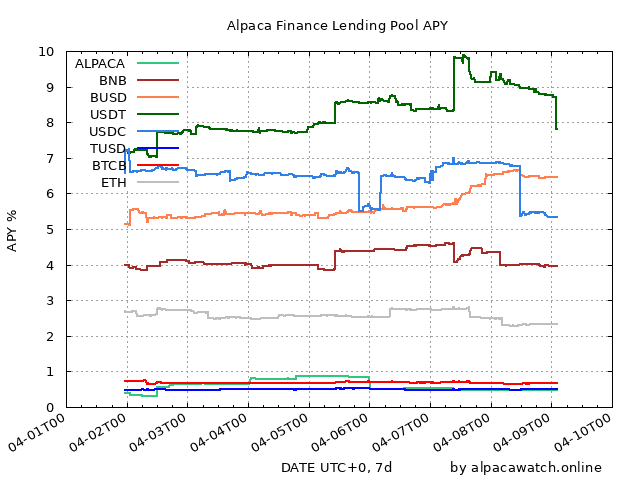 Alpaca Finance Lending Pool APY
APY %
10
9
8
7
6
5
4
3
2
1
0
ALPACA
BNB
BUSD
USDT
USDC
TUSD
BTCB
ETH
04-01T00
04-02T00
04-03T00
04-04T00
04-05T00
04-06T00
04-07T00
04-08T00
04-09T00
04-10T00
DATE UTC+0, 7d
by alpacawatch.online